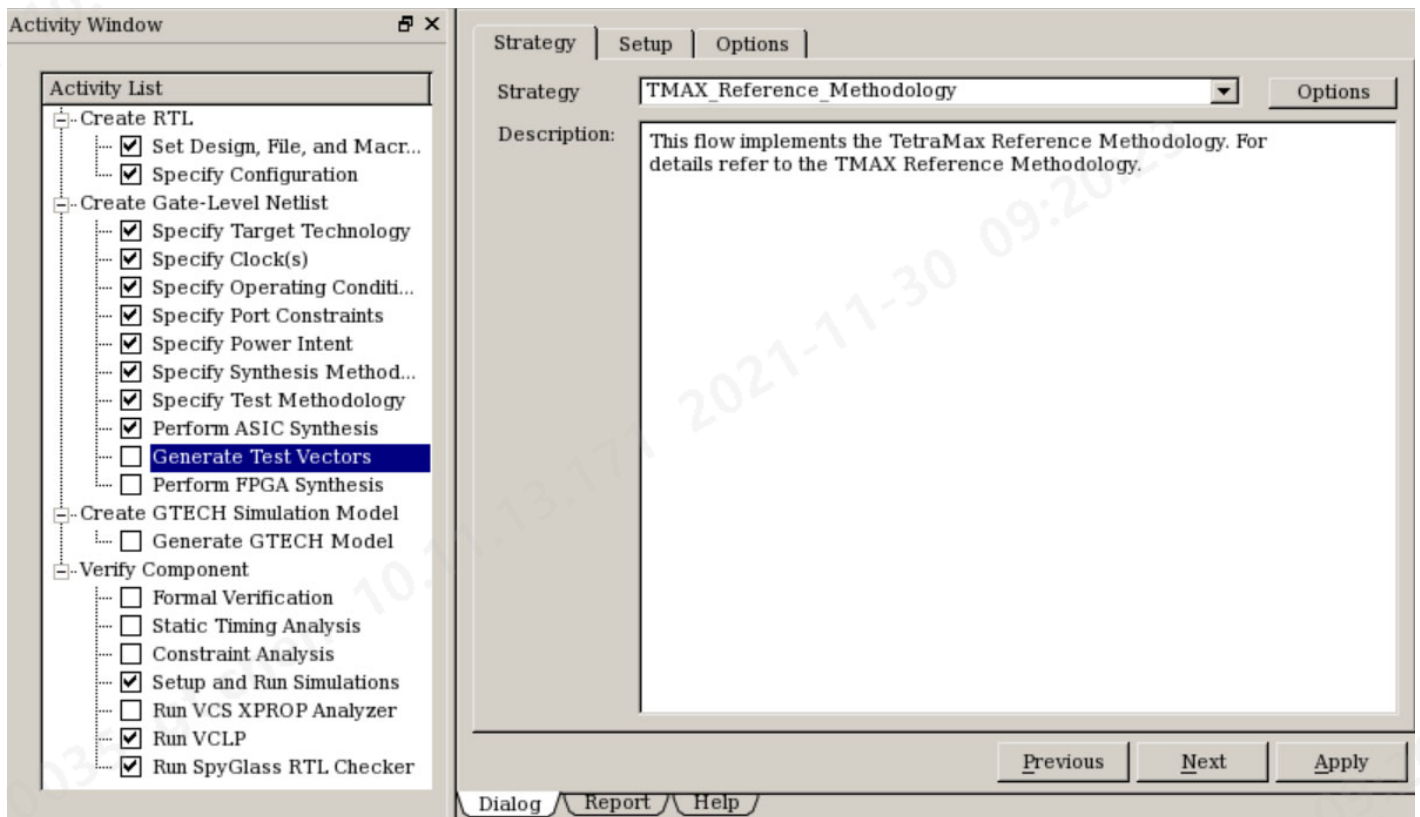 Activity Window
Activity List
Create RTL
Set Design, File, and Macr...
Specify Configuration
Create Gate-Level Netlist
Specify Target Technology
Specify Clock(s)
Specify Operating Conditi...
Specify Port Constraints
Specify Power Intent
Specify Synthesis Method...
Specify Test Methodology
Perform ASIC Synthesis
Generate Test Vectors
Perform FPGA Synthesis
Create GTECH Simulation Model
Generate GTECH Model
Verify Component
Formal Verification
Static Timing Analysis
Constraint Analysis
Setup and Run Simulations
Run VCS XPROP Analyzer
Run VCLP
Run SpyGlass RTL Checker
Strategy Setup Options
Strategy TMAX_Reference_Methodology Options
Description: This flow implements the TetraMax Reference Methodology. For
details refer to the TMAX Reference Methodology.
Previous Next Apply
Dialog Report Help
2021-11-30 09:20:23